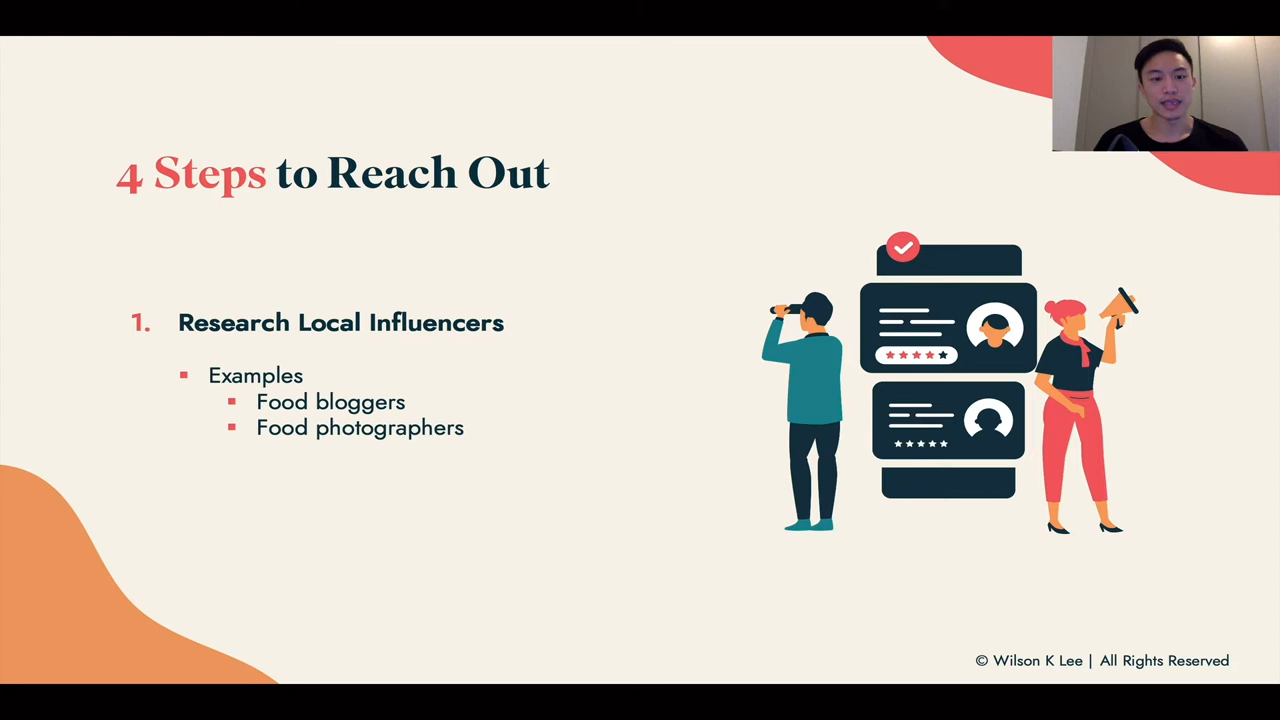 4 Steps to Reach Out
1. Research Local Influencers
▪ Examples
▪ Food bloggers
▪ Food photographers
© Wilson K Lee | All Rights Reserved